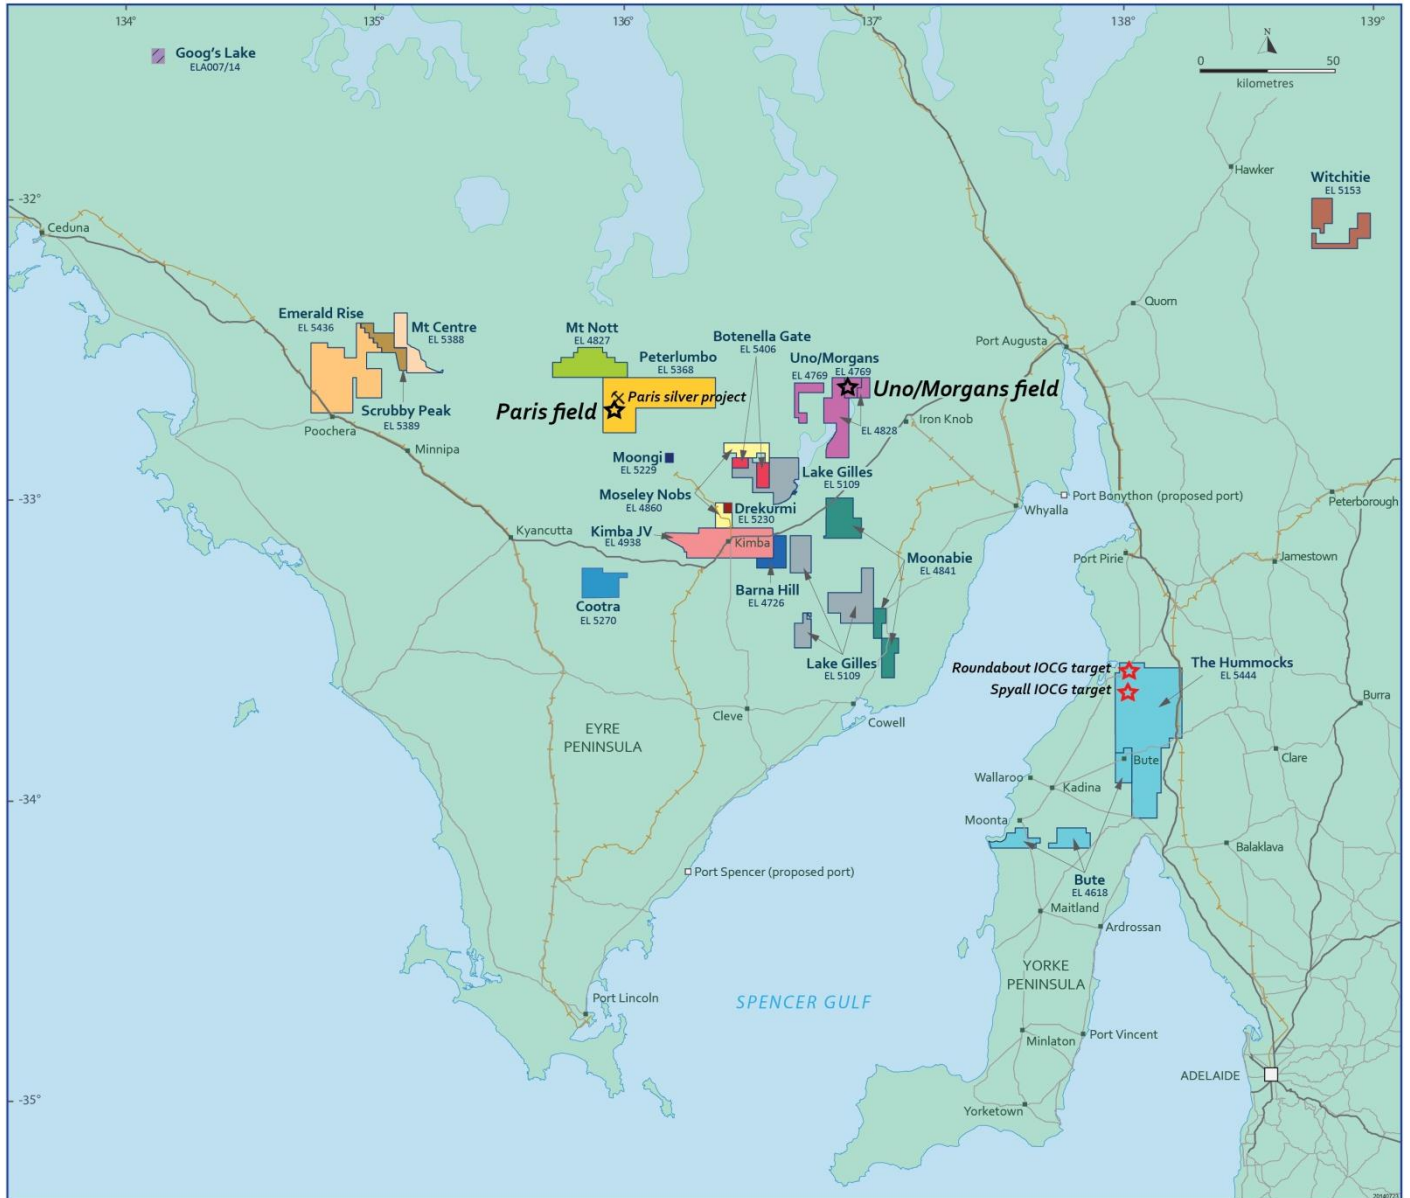 134°
135°
136°
137°
138°
139°
Goog's Lake
ELA007/14
N
0
50
kilometres
Hawker
Witchitie
EL 5153
-32°
Ceduna
Quorn
Emerald Rise
EL 5436
Mt Centre
EL 5388
Mt Nott
EL 4827
Botenella Gate
EL 5406
Port Augusta
Peterlumbo
EL 5368
Uno/Morgans
EL 4769
EL 4769
Uno/Morgans field
Paris silver project
Paris field
Scrubby Peak
EL 5389
Poochera
EL 4828
Iron Knob
Minnipa
Moongi
EL 5229
Lake Gilles
EL 5109
-33°
Moseley Nobs
EL 4860
Drekurmi
EL 5230
Port Bonython (proposed port)
Whyalla
Peterborough
Kyancutta
Kimba JV
EL 4938
Kimba
Moonabie
EL 4841
Port Pirie
Jamestown
Barna Hill
EL 4726
Cootra
EL 5270
Lake Gilles
EL 5109
Roundabout IOCG target
Spyall IOCG target
The Hummocks
EL 5444
Burra
Cleve
Cowell
EYRE
PENINSULA
Clare
Bute
Wallaroo
Kadina
-34°
Moonta
Balaklava
Port Spencer (proposed port)
Bute
EL 4618
Maitland
Ardrossan
YORKE
PENINSULA
Port Lincoln
SPENCER GULF
Minlaton
Port Vincent
ADELAIDE
-35°
Yorketown
20140723